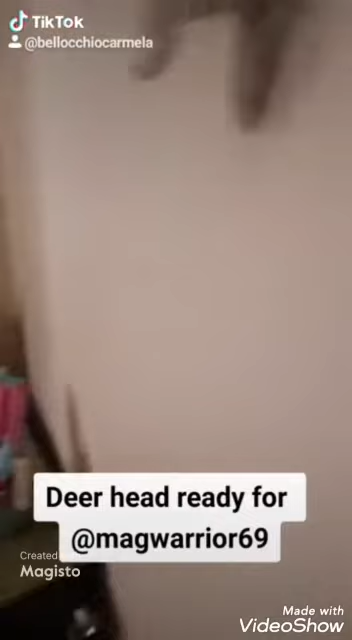 TikTok
@bellocchiocarmela
Deer head ready for
@magwarrior69
Created
Magisto
Made with
VideoShow